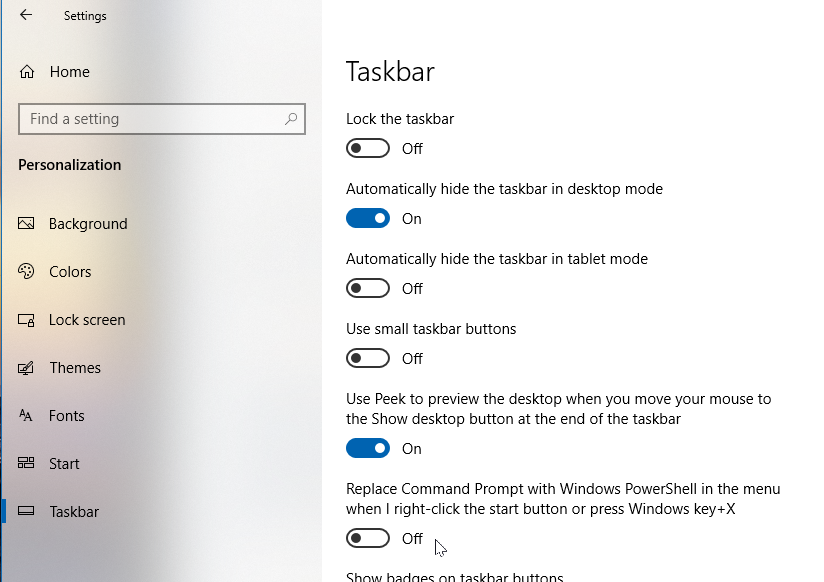 Settings
Home
Find a setting
Personalization
Background
Colors
Lock screen
Themes
Fonts
Start
Taskbar
Taskbar
Lock the taskbar
Off
Automatically hide the taskbar in desktop mode
On
Automatically hide the taskbar in tablet mode
Off
Use small taskbar buttons
Off
Use Peek to preview the desktop when you move your mouse to
the Show desktop button at the end of the taskbar
On
Replace Command Prompt with Windows PowerShell in the menu
when I right-click the start button or press Windows key+X
Off
Show badges on taskbar buttons